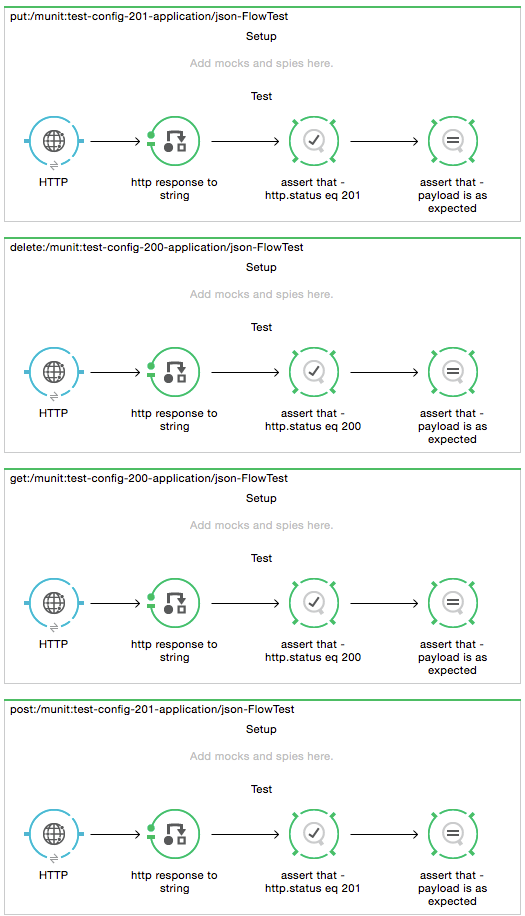 put:/munit:test-config-201-application/json-FlowTest
Setup
Add mocks and spies here.
Test
HTTP
http response to
string
assert that -
http.status eq 201
assert that -
payload is as
expected
delete:/munit:test-config-200-application/json-FlowTest
Setup
Add mocks and spies here.
Test
HTTP
http response to
string
assert that -
http.status eq 200
assert that -
payload is as
expected
get:/munit:test-config-200-application/json-FlowTest
Setup
Add mocks and spies here.
Test
HTTP
http response to
string
assert that -
http.status eq 200
assert that -
payload is as
expected
post:/munit:test-config-201-application/json-FlowTest
Setup
Add mocks and spies here.
Test
HTTP
http response to
string
assert that -
http.status eq 201
assert that -
payload is as
expected